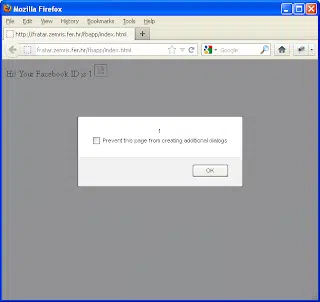 Mozilla Firefox
File Edit View History Bookmarks Tools Help
http://fratar.zemris.fer.hr/fbapp/index.html
fratar.zemris.fer.hr/fbapp/index.html Google
Hi! Your Facebook ID is 1
1
Prevent this page from creating additional dialogs
OK